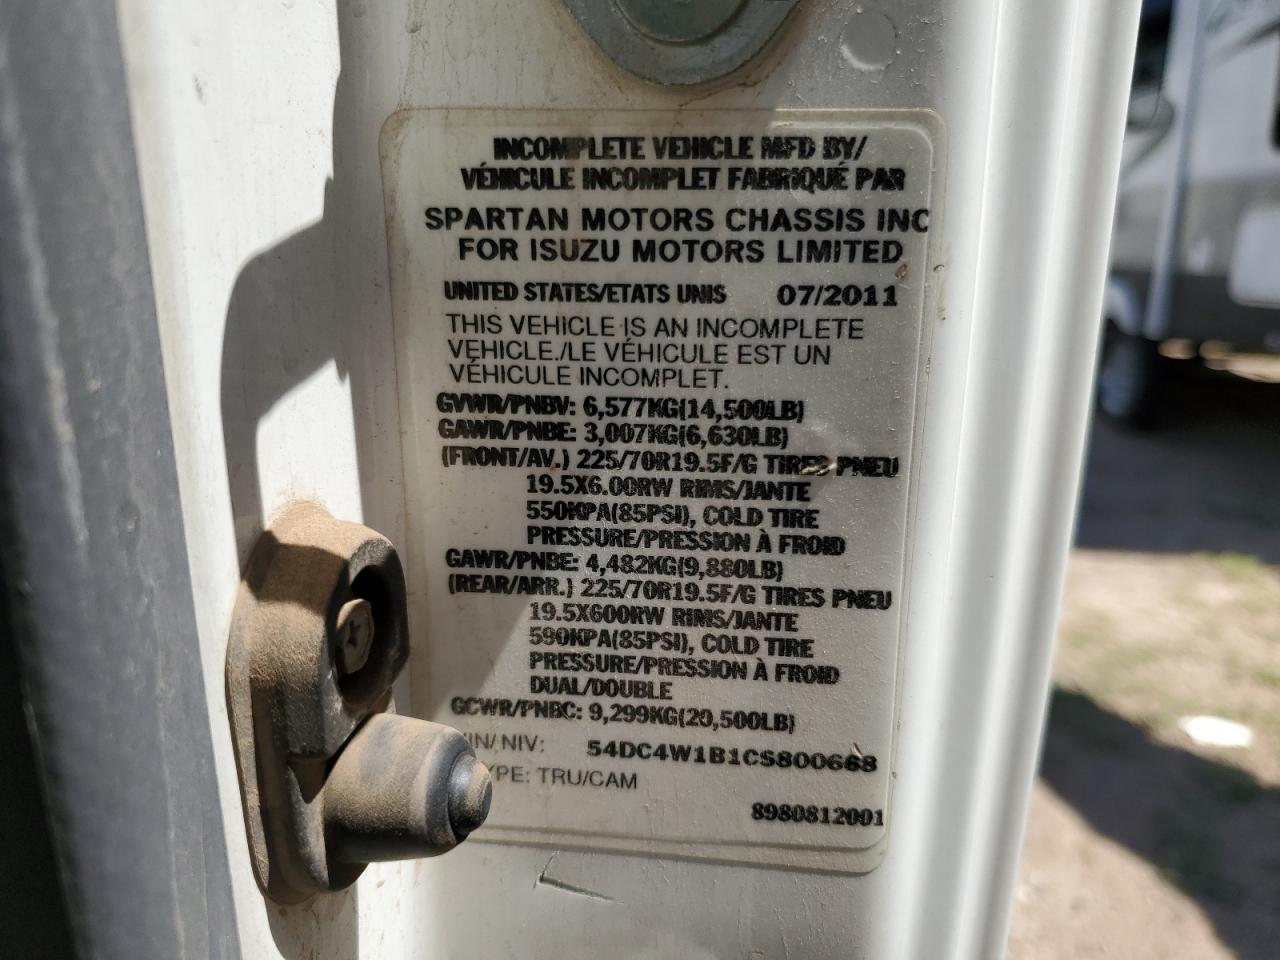 INCOMPLETE VEHICLE MFD BY/
VÉHICULE INCOMPLET FABRIQUÉ PAR
SPARTAN MOTORS CHASSIS INC
FOR ISUZU MOTORS LIMITED
UNITED STATES/ETATS UNIS 07/2011
THIS VEHICLE IS AN INCOMPLETE
VEHICLE./LE VÉHICULE EST UN
VÉHICULE INCOMPLET.
GVWR/PNBV: 6,577KG(14,500LB)
GAWR/PNBE: 3,007KG(6,630LB)
(FRONT/AV.) 225/70R19.5F/G TIRES PNEU
19.5X6.00RW RIMS/JANTE
550KPA(85PSI), COLD TIRE
PRESSURE/PRESSION À FROID
GAWR/PNBE: 4,482KG(9,880LB)
(REAR/ARR.) 225/70R19.5F/G TIRES PNEU
19.5X600RW RIMS/JANTE
590KPA(85PSI), COLD TIRE
PRESSURE/PRESSION À FROID
DUAL/DOUBLE
GCWR/PNBC: 9,299KG(20,500LB)
VIN/NIV: 54DC4W1B1CS800668
TYPE: TRU/CAM
8980812001